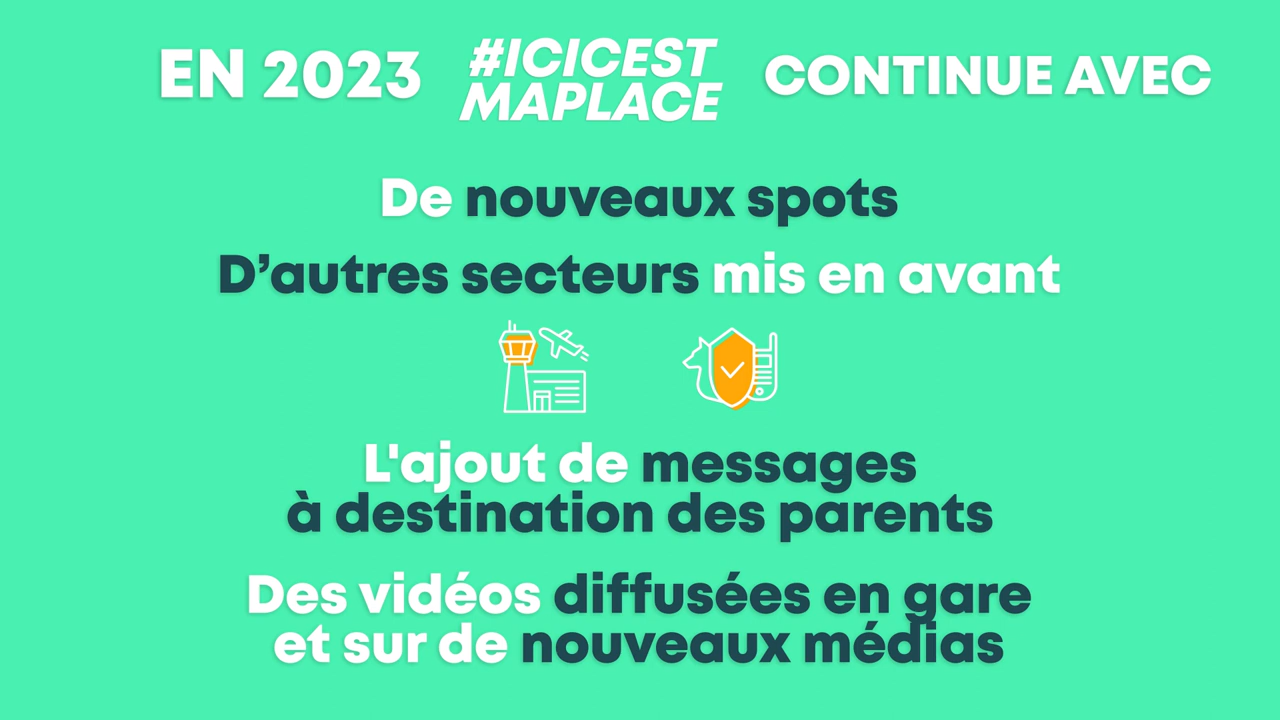 EN 2023 #ICICEST MAPLACE CONTINUE AVEC
De nouveaux spots
D’autres secteurs mis en avant
L'ajout de messages
à destination des parents
Des vidéos diffusées en gare
et sur de nouveaux médias